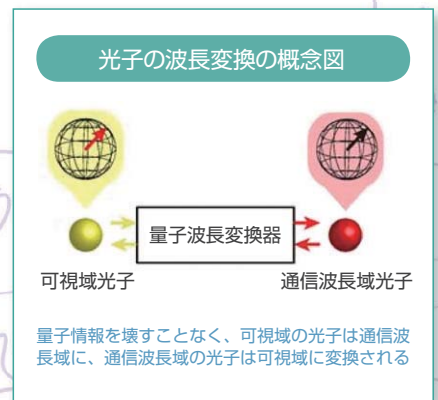 光子の波長変換の概念図
量子波長変換器
可視域光子
通信波長域光子
量子情報を壊すことなく、可視域の光子は通信波
長域に、通信波長域の光子は可視域に変換される